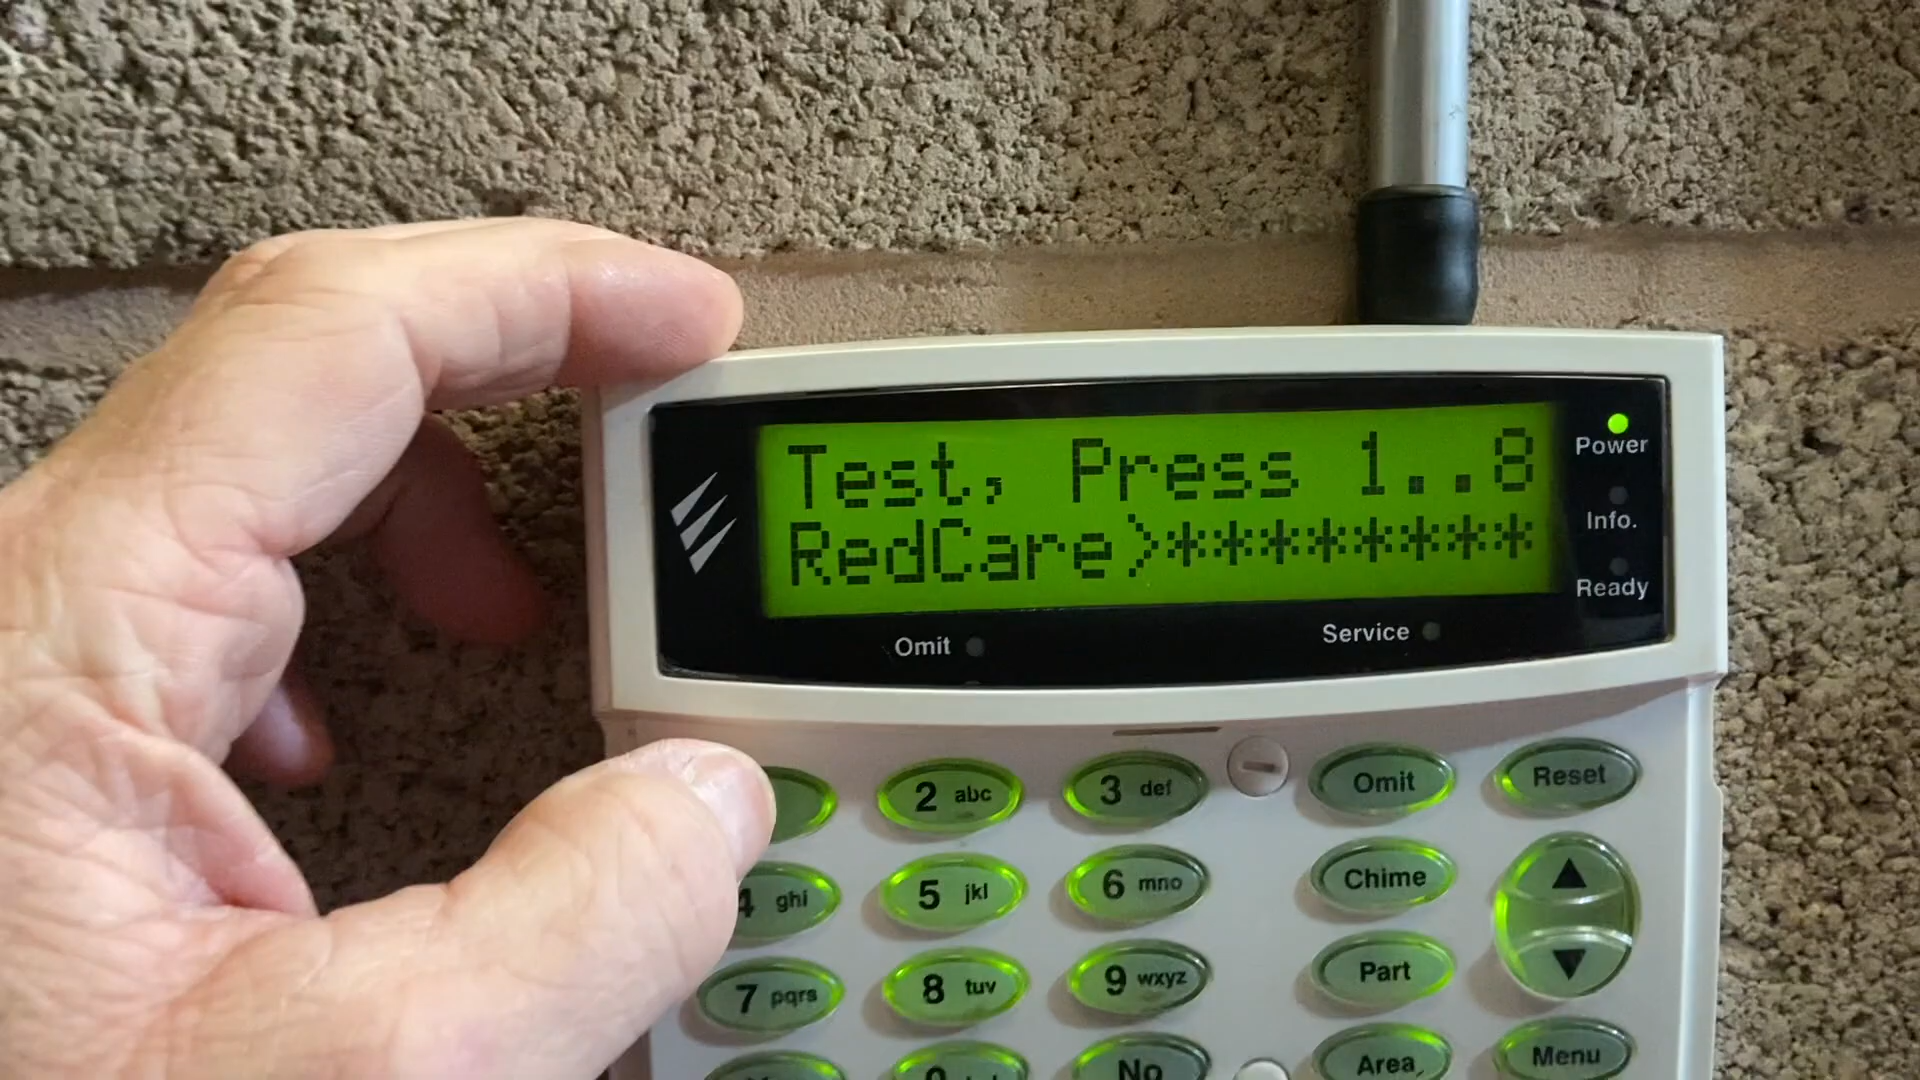 Test, Press 1..8
RedCare>********
Power
Info.
Ready
Omit
Service
2 abc
3 def
Omit
Reset
4 ghi
5 jkl
6 mno
Chime
7 pqrs
8 tuv
9 wxyz
Part
No
Area
Menu